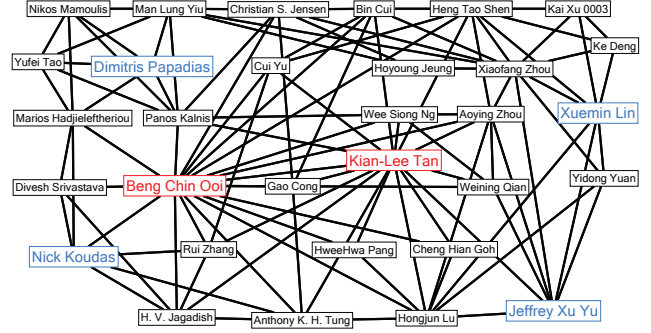 Nikos Mamoulis
Man Lung Yiu
Christian S. Jensen
Bin Cui
Heng Tao Shen
Kai Xu 0003
Ke Deng
Yufei Tao
Dimitris Papadias
Cui Yu
Hoyoung Jeung
Xiaofang Zhou
Marios Hadjieleftheriou
Panos Kalnis
Wee Siong Ng
Aoying Zhou
Xuemin Lin
Kian-Lee Tan
Divesh Srivastava
Beng Chin Ooi
Gao Cong
Weining Qian
Yidong Yuan
Nick Koudas
Rui Zhang
HweeHwa Pang
Cheng Hian Goh
H. V. Jagadish
Anthony K. H. Tung
Hongjun Lu
Jeffrey Xu Yu